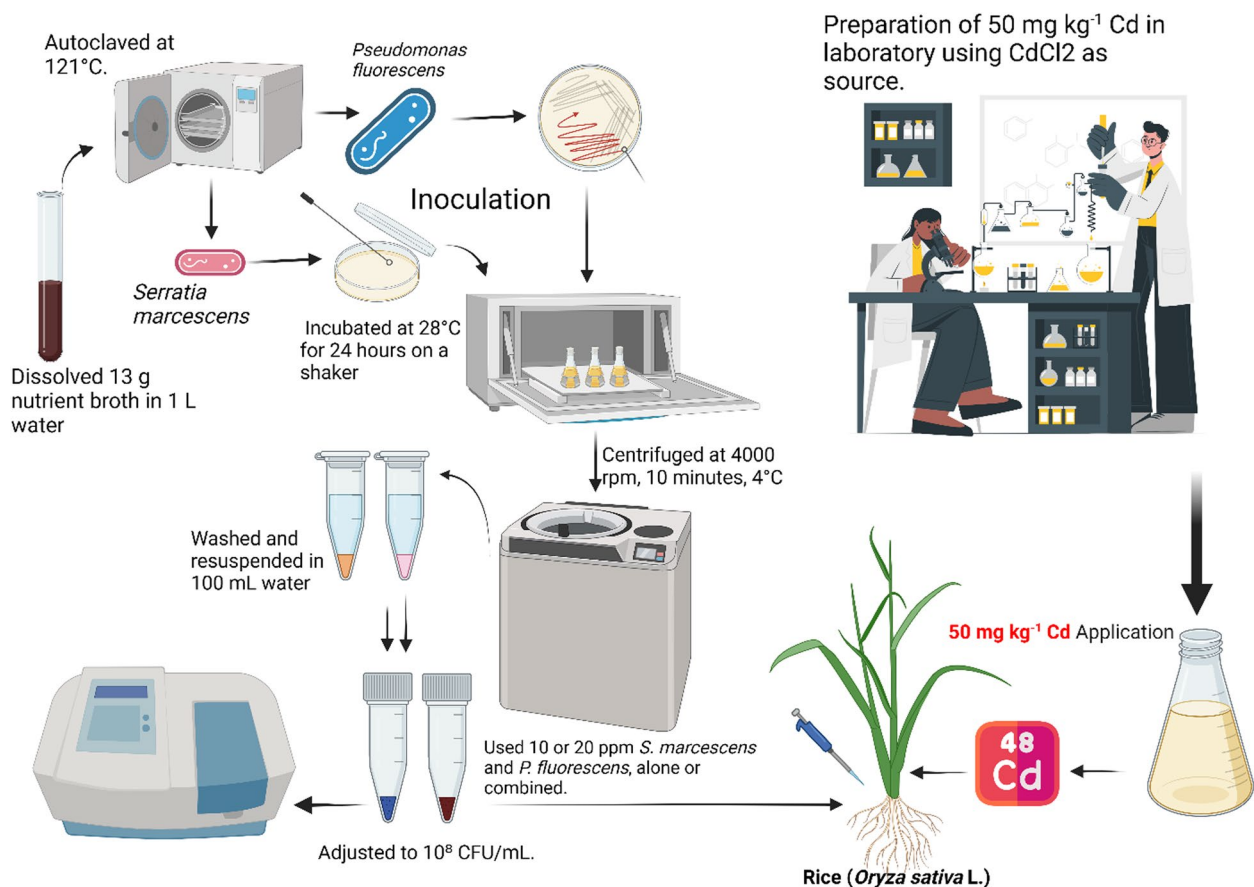 Autoclaved at
121°C.
Pseudomonas
fluorescens
Preparation of 50 mg kg⁻¹ Cd in
laboratory using CdCl2 as
source.
Inoculation
Serratia
marcescens
Incubated at 28°C
for 24 hours on a
shaker
Dissolved 13 g
nutrient broth in 1 L
water
Centrifuged at 4000
rpm, 10 minutes, 4°C
Washed and
resuspended in
100 mL water
50 mg kg⁻¹ Cd Application
48
Cd
Used 10 or 20 ppm S. marcescens
and P. fluorescens, alone or
combined.
Adjusted to 10⁸ CFU/mL.
Rice (Oryza sativa L.)